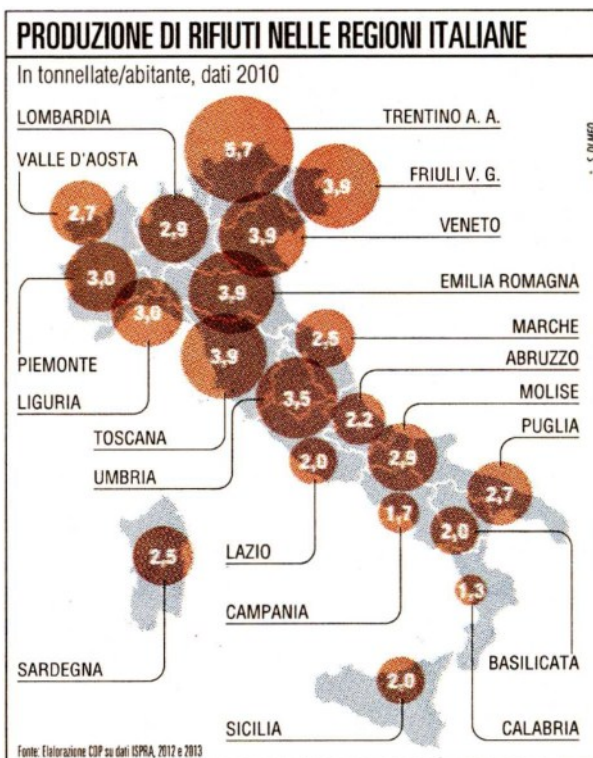 PRODUZIONE DI RIFIUTI NELLE REGIONI ITALIANE
In tonnellate/abitante, dati 2010
LOMBARDIA
TRENTINO A. A.
VALLE D'AOSTA
FRIULI V. G.
VENETO
EMILIA ROMAGNA
MARCHE
ABRUZZO
MOLISE
PUGLIA
PIEMONTE
LIGURIA
TOSCANA
UMBRIA
LAZIO
CAMPANIA
SARDEGNA
BASILICATA
SICILIA
CALABRIA
5,7
3,9
2,7
2,9
3,9
3,0
3,9
3,0
2,5
3,9
3,5
2,2
2,9
2,0
2,7
1,7
2,0
2,5
1,3
2,0
Fonte: Elaborazione CDP su dati ISPRA, 2012 e 2013